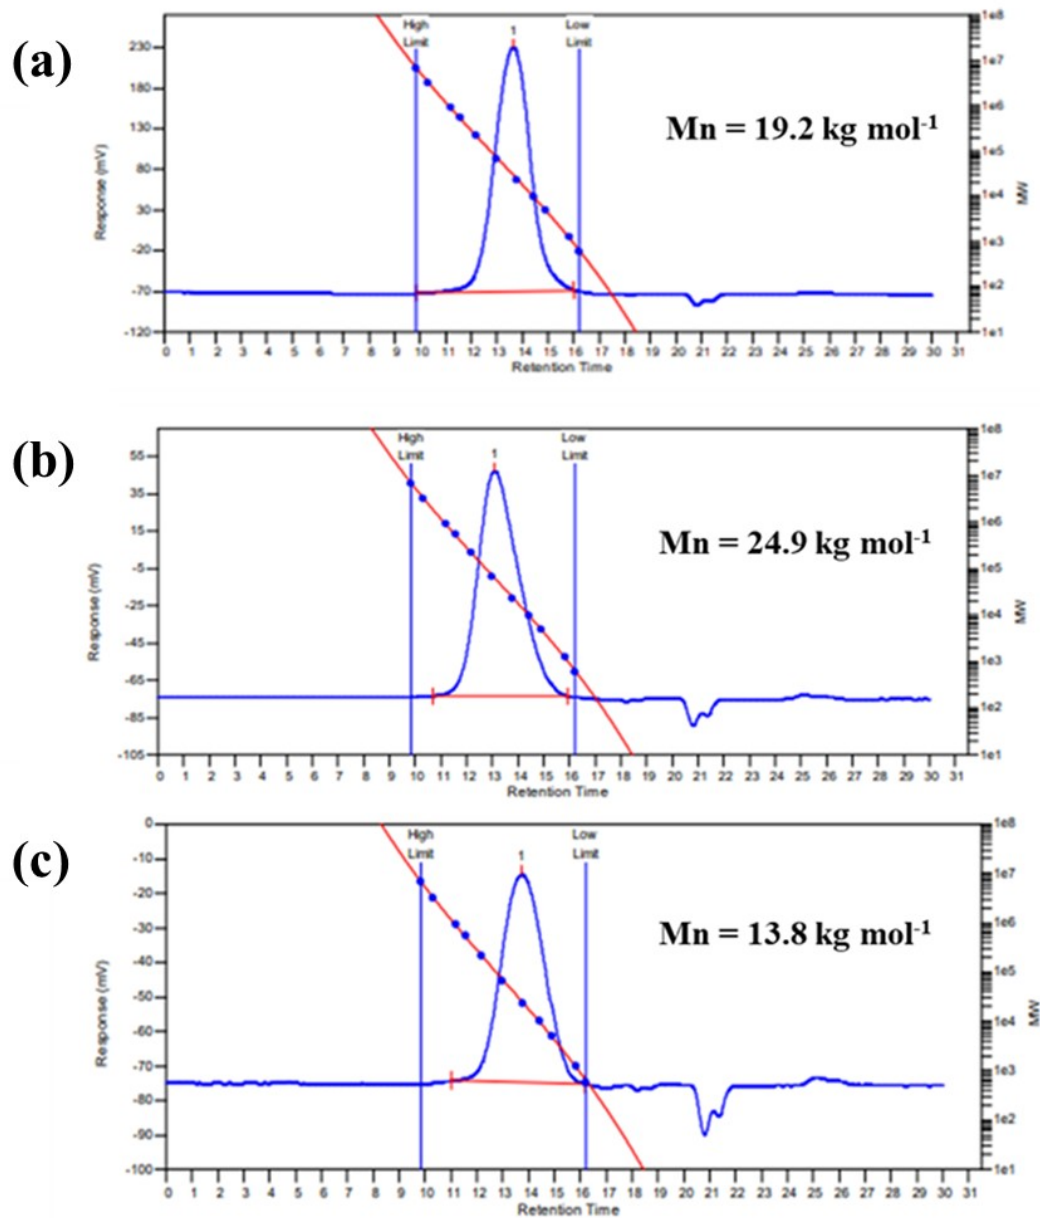 (a)
High
Limit
1
Low
Limit
Mn = 19.2 kg mol-1
230
180
130
80
30
-20
-70
-120
Response (mV)
1e8
1e7
1e6
1e5
1e4
1e3
1e2
1e1
MW
0 1 2 3 4 5 6 7 8 9 10 11 12 13 14 15 16 17 18 19 20 21 22 23 24 25 26 27 28 29 30 31
Retention Time
(b)
High
Limit
1
Low
Limit
Mn = 24.9 kg mol-1
55
35
15
-5
-25
-45
-65
-85
-105
Response (mV)
1e8
1e7
1e6
1e5
1e4
1e3
1e2
1e1
MW
0 1 2 3 4 5 6 7 8 9 10 11 12 13 14 15 16 17 18 19 20 21 22 23 24 25 26 27 28 29 30 31
Retention Time
(c)
High
Limit
1
Low
Limit
Mn = 13.8 kg mol-1
0
-10
-20
-30
-40
-50
-60
-70
-80
-90
-100
Response (mV)
1e8
1e7
1e6
1e5
1e4
1e3
1e2
1e1
MW
0 1 2 3 4 5 6 7 8 9 10 11 12 13 14 15 16 17 18 19 20 21 22 23 24 25 26 27 28 29 30 31
Retention Time